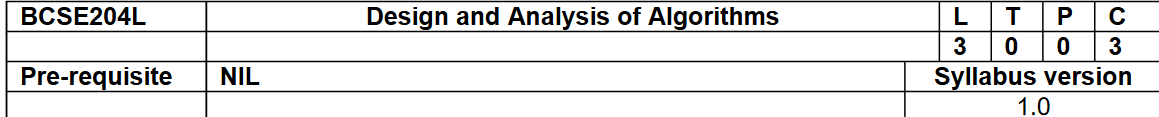 BCSE204L Design and Analysis of Algorithms L T P C
3 0 0 3
Pre-requisite NIL Syllabus version
1.0